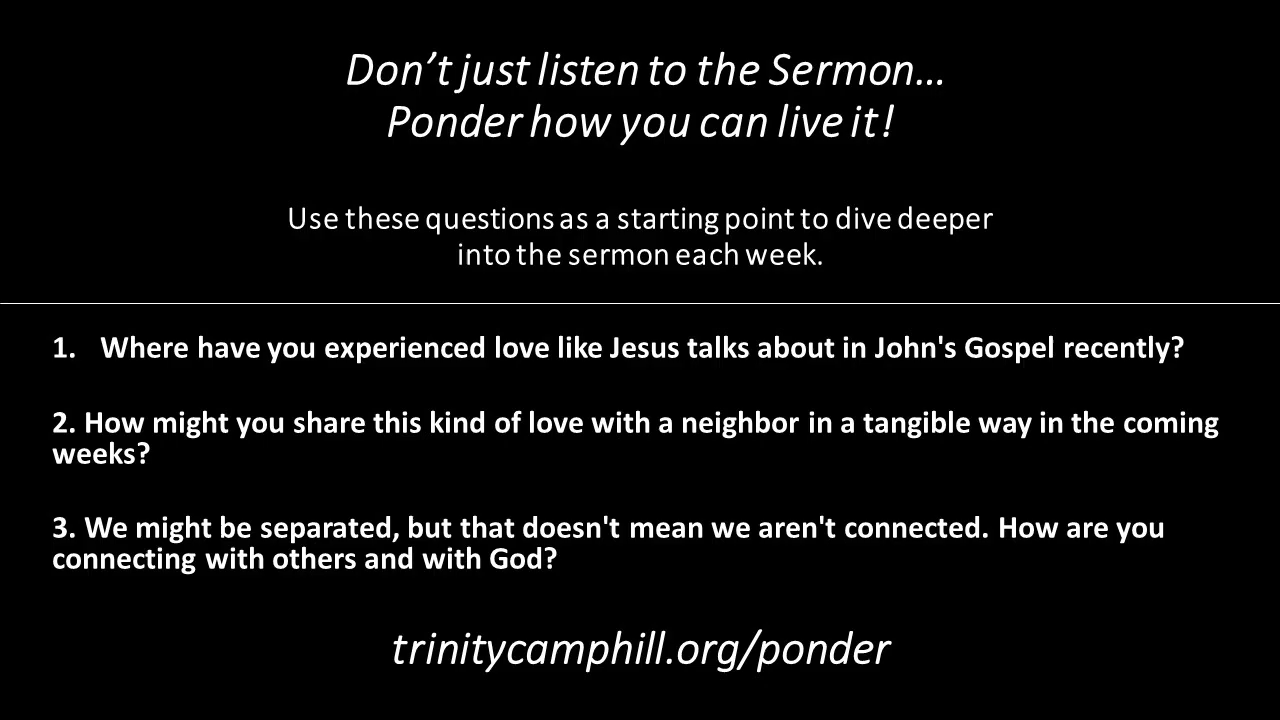 Don’t just listen to the Sermon…
Ponder how you can live it!
Use these questions as a starting point to dive deeper
into the sermon each week.
1. Where have you experienced love like Jesus talks about in John's Gospel recently?
2. How might you share this kind of love with a neighbor in a tangible way in the coming
weeks?
3. We might be separated, but that doesn't mean we aren't connected. How are you
connecting with others and with God?
trinitycamphill.org/ponder